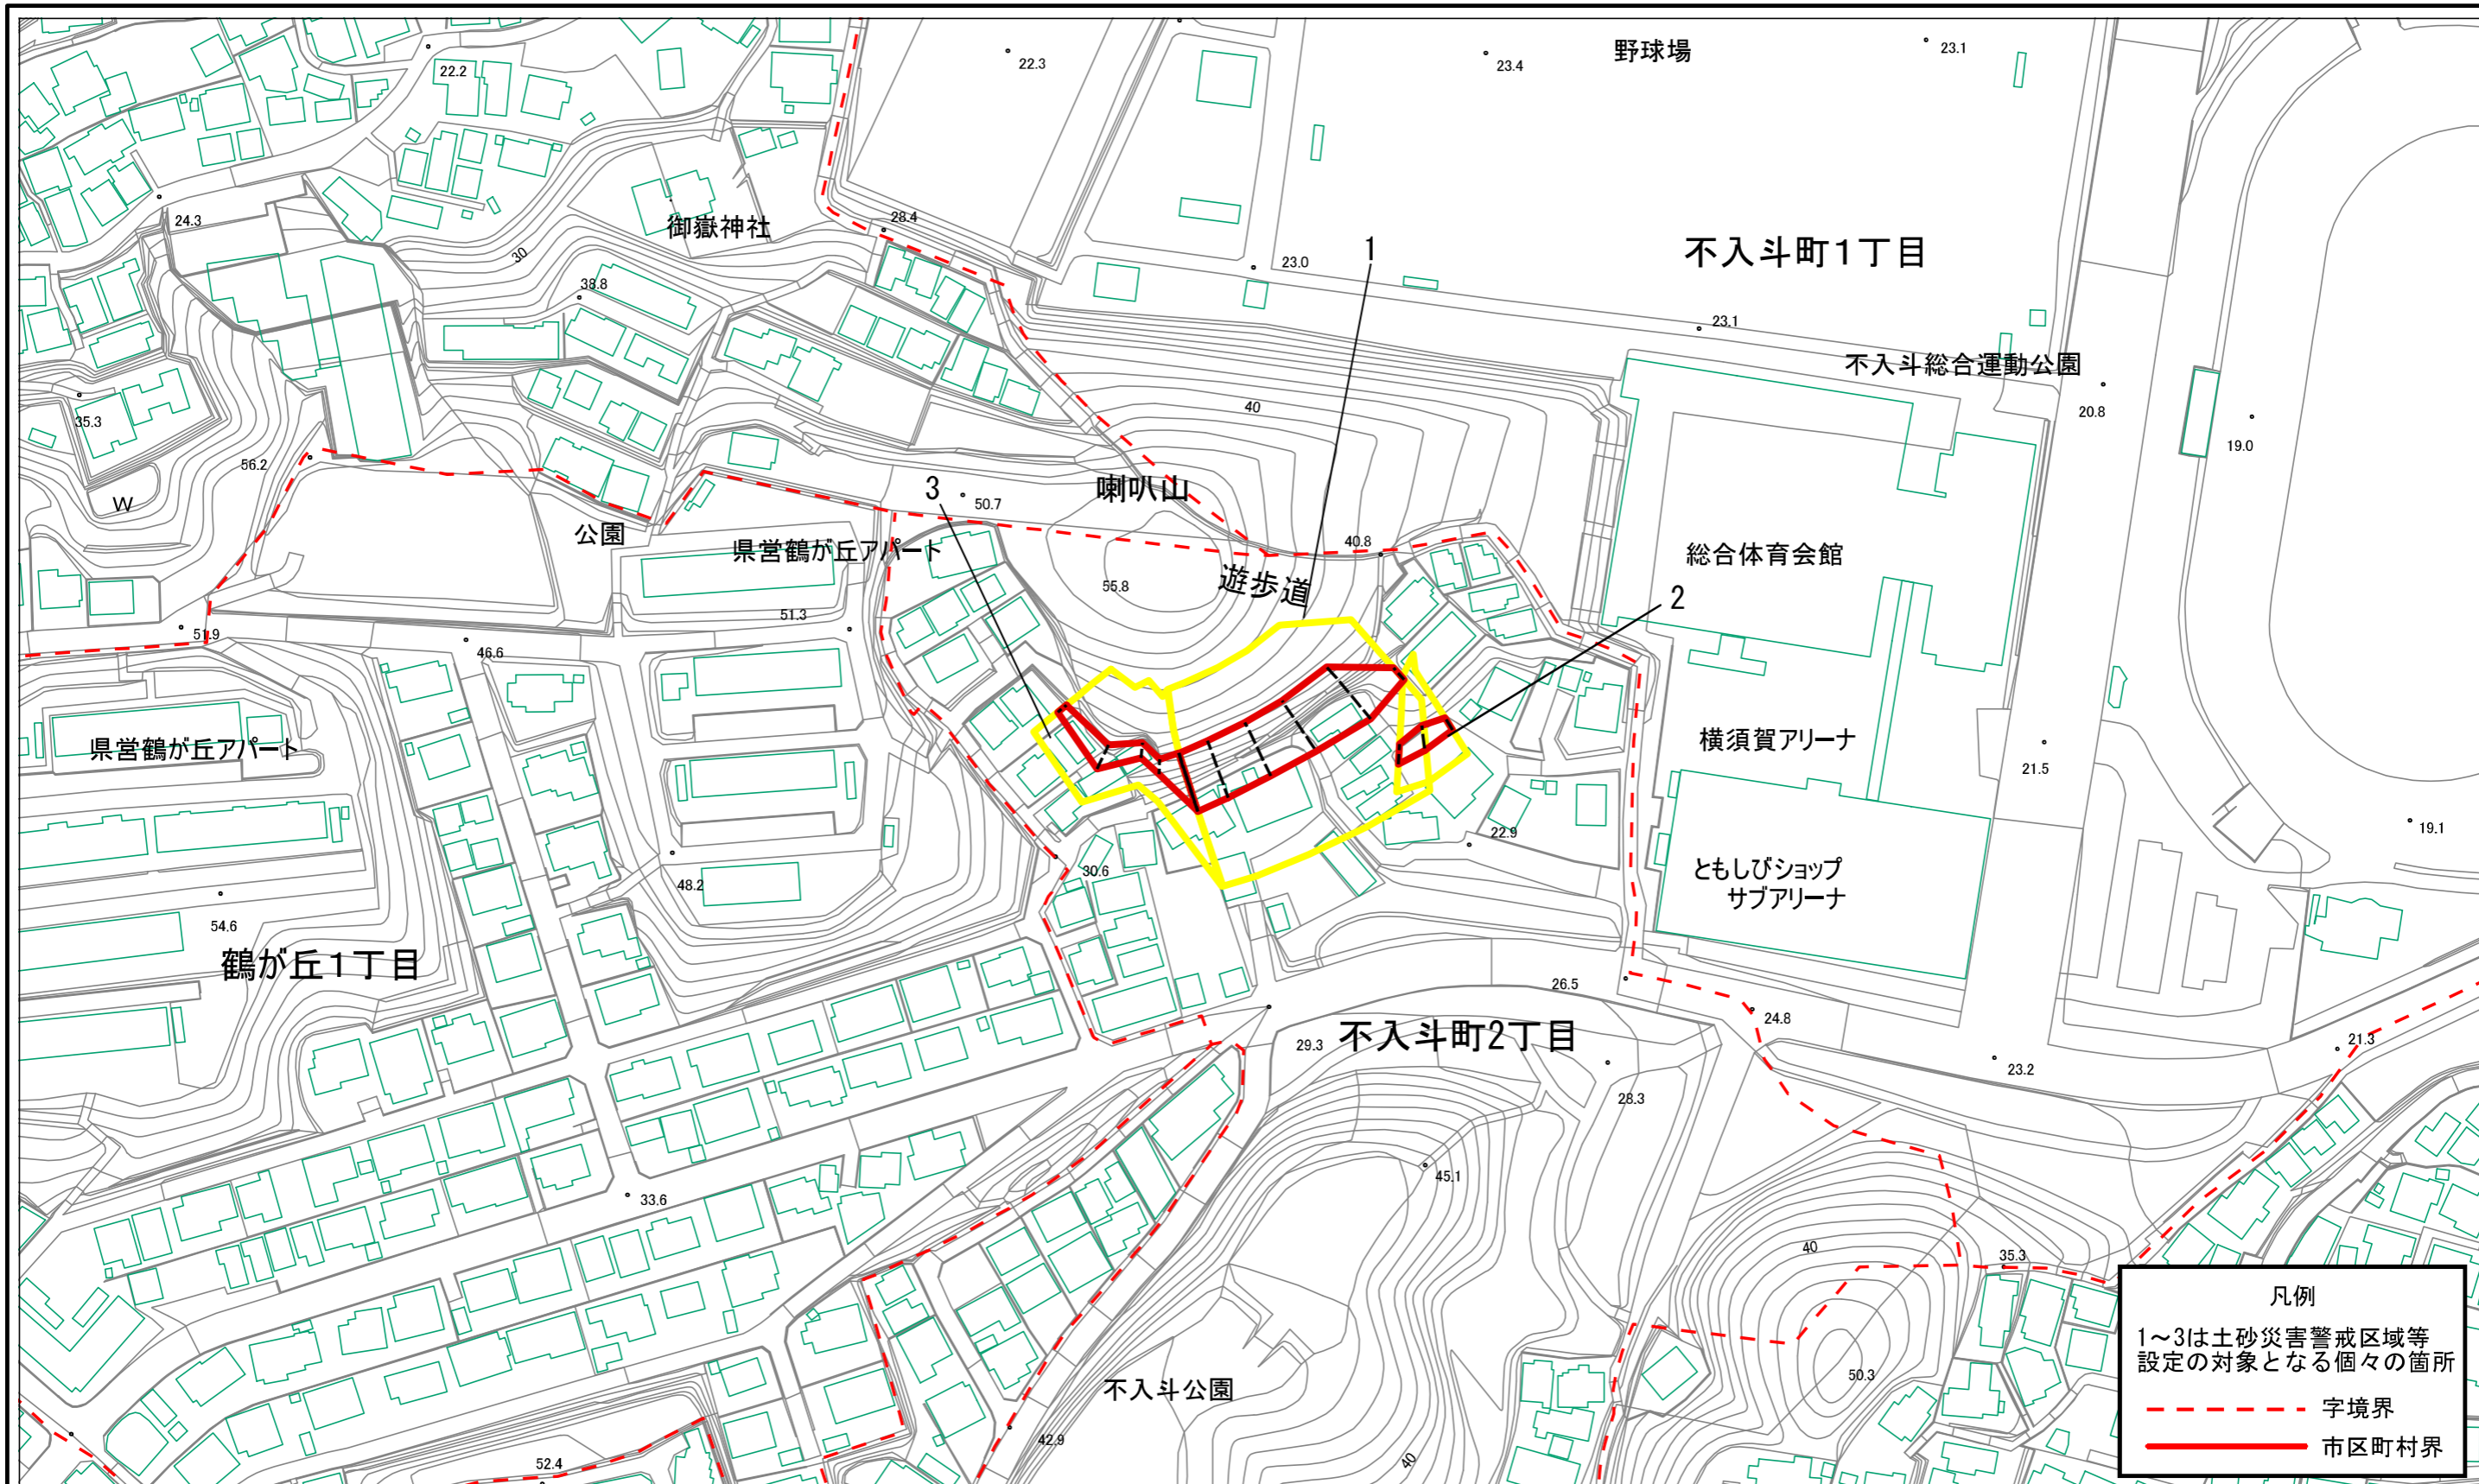 野球場
23.1
22.3
23.4
22.2
24.3
御嶽神社
28.4
1
不入斗町1丁目
23.0
30
38.8
23.1
不入斗総合運動公園
20.8
19.0
40
35.3
56.2
W
3
50.7
喇叭山
公園
県営鶴が丘アパート
40.8
総合体育会館
55.8
遊歩道
2
51.3
51.9
46.6
県営鶴が丘アパート
横須賀アリーナ
21.5
22.9
19.1
ともしびショップ
サブアリーナ
30.6
48.2
54.6
鶴が丘1丁目
26.5
24.8
29.3
不入斗町2丁目
21.3
23.2
28.3
45.1
33.6
40
35.3
50.3
不入斗公園
42.9
52.4
40
凡例
1~3は土砂災害警戒区域等
設定の対象となる個々の箇所
字境界
市区町村界